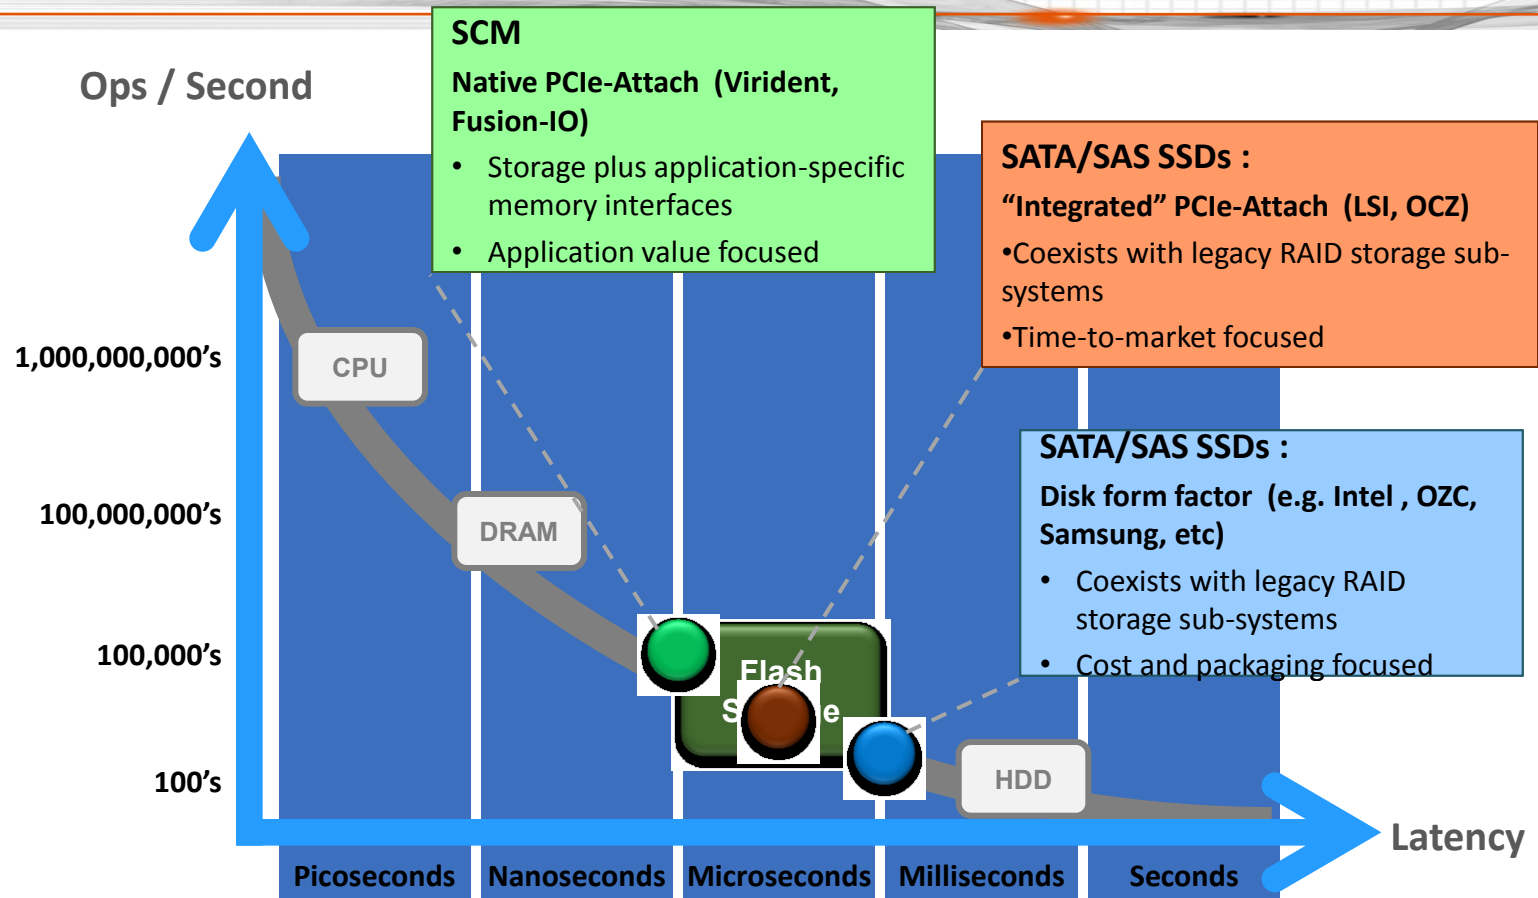 SCM
Native PCIe-Attach (Virident,
Fusion-IO)
• Storage plus application-specific
memory interfaces
• Application value focused
Ops / Second
SATA/SAS SSDs :
“Integrated” PCIe-Attach (LSI, OCZ)
•Coexists with legacy RAID storage sub-
systems
•Time-to-market focused
1,000,000,000’s
CPU
SATA/SAS SSDs :
Disk form factor (e.g. Intel , OZC,
Samsung, etc)
• Coexists with legacy RAID
storage sub-systems
• Cost and packaging focused
100,000,000’s
DRAM
100,000’s
Flash
100’s
HDD
Latency
Picoseconds
Nanoseconds
Microseconds
Milliseconds
Seconds